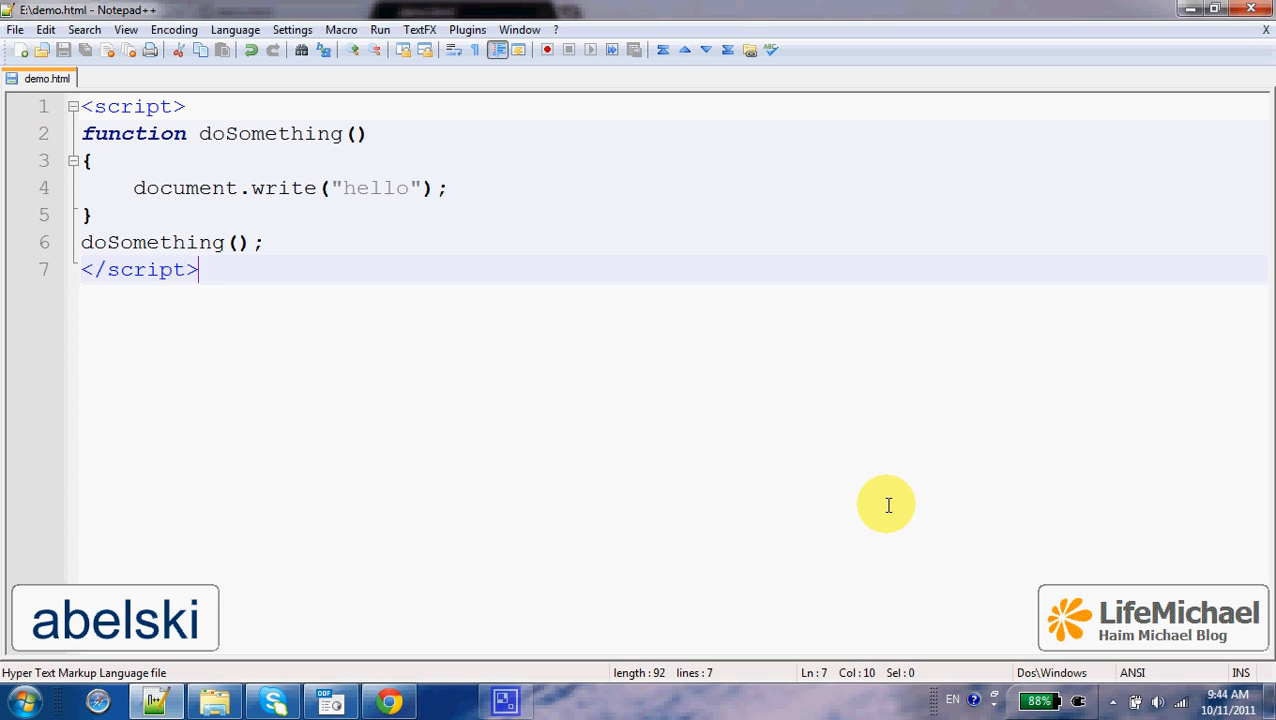 E:\demo.html - Notepad++
File Edit Search View Encoding Language Settings Macro Run TextFX Plugins Window ? X
demo.html
1 <script>
2 function doSomething()
3 {
4 document.write("hello");
5 }
6 doSomething();
7 </script>
abelski
LifeMichael
Haim Michael Blog
Hyper Text Markup Language file length : 92 lines : 7 Ln : 7 Col : 10 Sel : 0 Dos\Windows ANSI INS
EN 88% 9:44 AM
10/11/2011